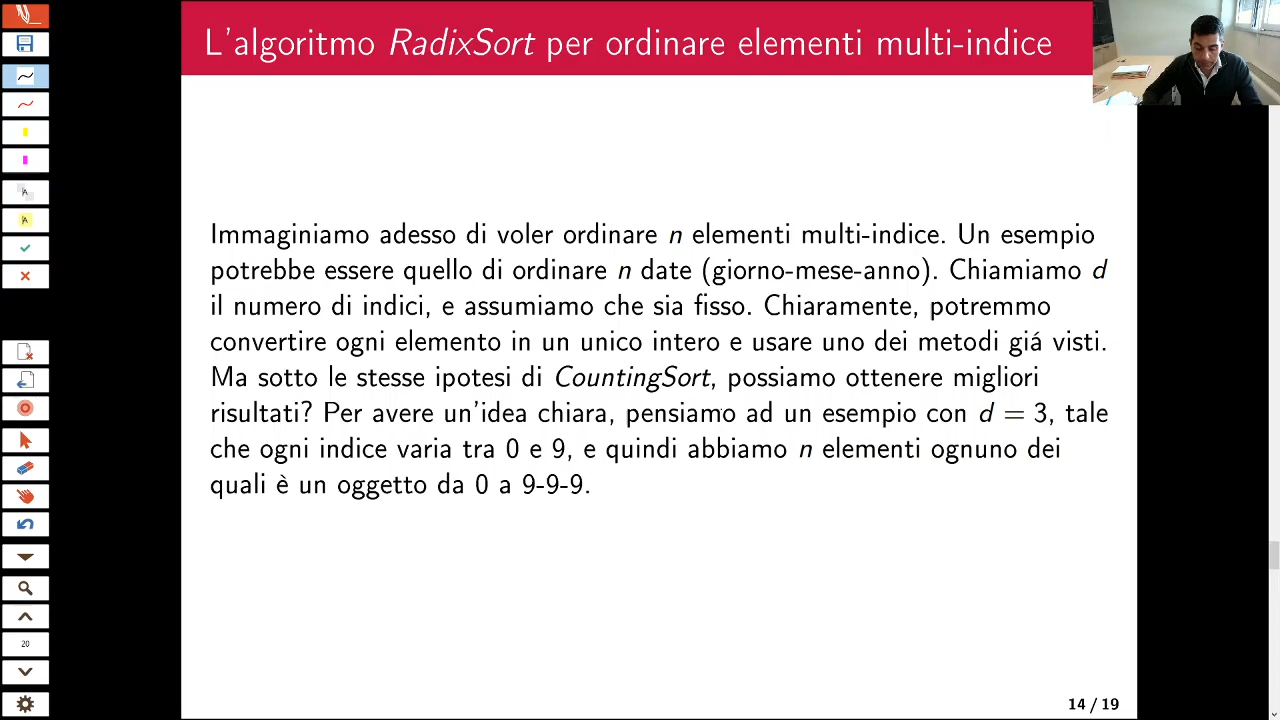 L'algoritmo RadixSort per ordinare elementi multi-indice
Immaginiamo adesso di voler ordinare n elementi multi-indice. Un esempio
potrebbe essere quello di ordinare n date (giorno-mese-anno). Chiamiamo d
il numero di indici, e assumiamo che sia fisso. Chiaramente, potremmo
convertire ogni elemento in un unico intero e usare uno dei metodi giá visti.
Ma sotto le stesse ipotesi di CountingSort, possiamo ottenere migliori
risultati? Per avere un'idea chiara, pensiamo ad un esempio con d = 3, tale
che ogni indice varia tra 0 e 9, e quindi abbiamo n elementi ognuno dei
quali è un oggetto da 0 a 9-9-9.
20
14 / 19